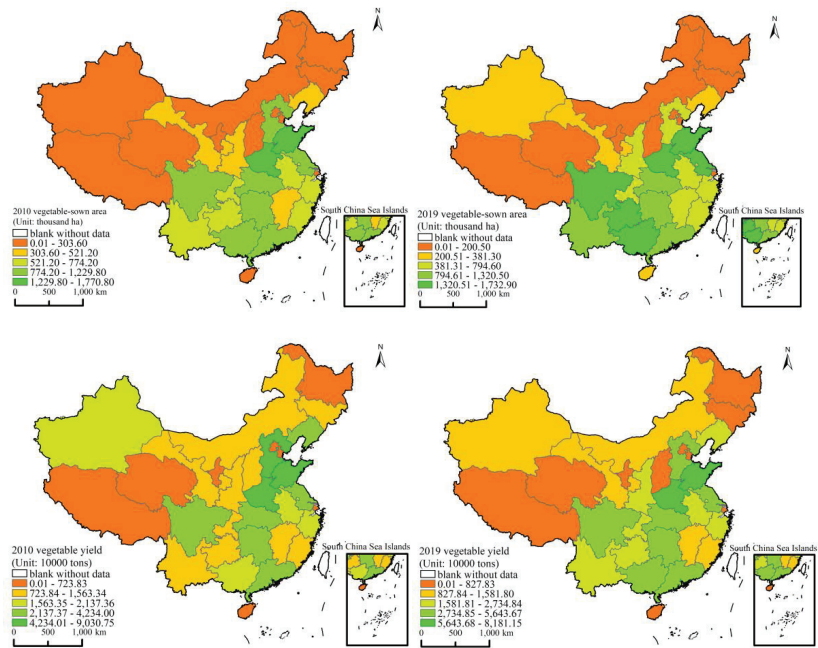 N
South China Sea Islands
2010 vegetable-sown area
(Unit: thousand ha)
blank without data
0.01 - 303.60
303.60 - 521.20
521.20 - 774.20
774.20 - 1,229.80
1,229.80 - 1,770.80
0 500 1,000 km
N
South China Sea Islands
2019 vegetable-sown area
(Unit: thousand ha)
blank without data
0.01 - 200.50
200.51 - 381.30
381.31 - 794.60
794.61 - 1,320.50
1,320.51 - 1,732.90
0 500 1,000 km
N
South China Sea Islands
2010 vegetable yield
(Unit: 10000 tons)
blank without data
0.01 - 723.83
723.84 - 1,563.34
1,563.35 - 2,137.36
2,137.37 - 4,234.00
4,234.01 - 9,030.75
0 500 1,000 km
N
South China Sea Islands
2019 vegetable yield
(Unit: 10000 tons)
blank without data
0.01 - 827.83
827.84 - 1,581.80
1,581.81 - 2,734.84
2,734.85 - 5,643.67
5,643.68 - 8,181.15
0 500 1,000 km